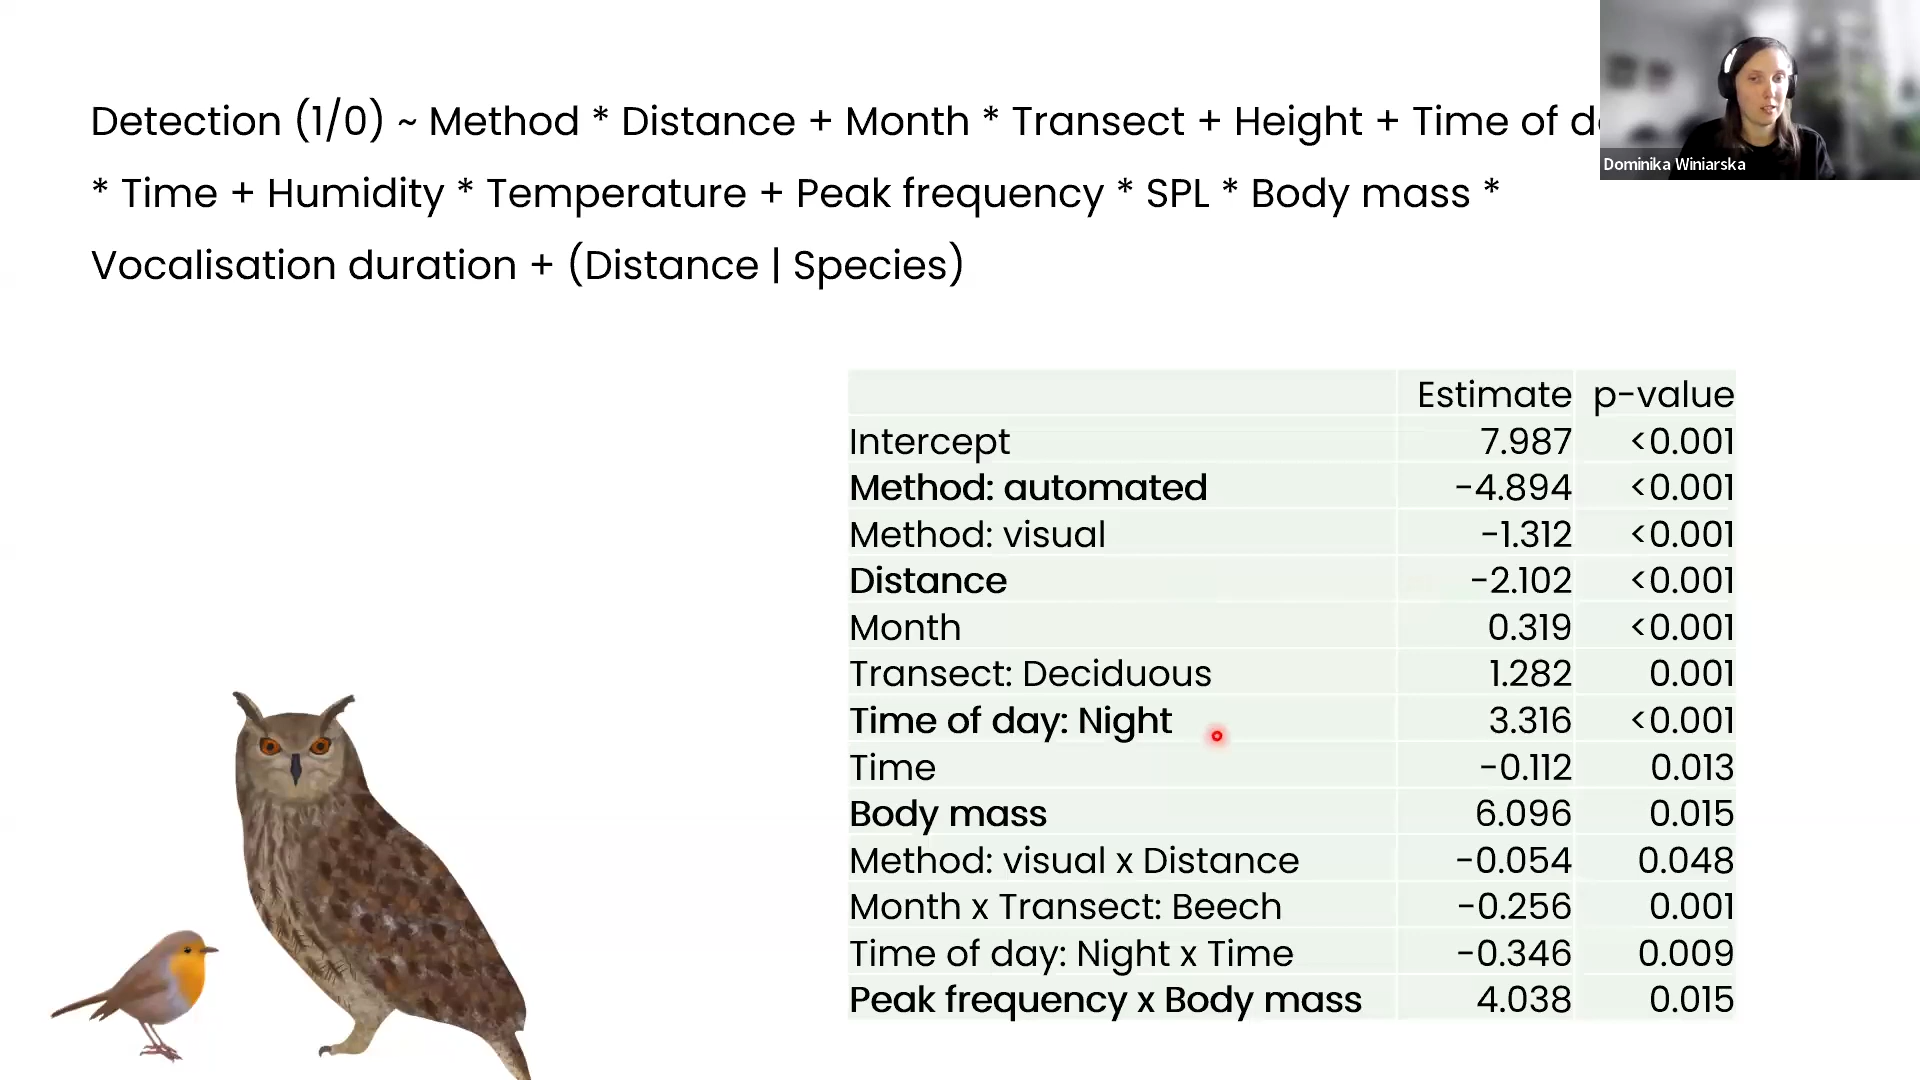 Detection (1/0) ~ Method * Distance + Month * Transect + Height + Time of
* Time + Humidity * Temperature + Peak frequency * SPL * Body mass *
Vocalisation duration + (Distance | Species)
Dominika Winiarska
Estimate p-value
Intercept 7.987 <0.001
Method: automated -4.894 <0.001
Method: visual -1.312 <0.001
Distance -2.102 <0.001
Month 0.319 <0.001
Transect: Deciduous 1.282 0.001
Time of day: Night 3.316 <0.001
Time -0.112 0.013
Body mass 6.096 0.015
Method: visual x Distance -0.054 0.048
Month x Transect: Beech -0.256 0.001
Time of day: Night x Time -0.346 0.009
Peak frequency x Body mass 4.038 0.015